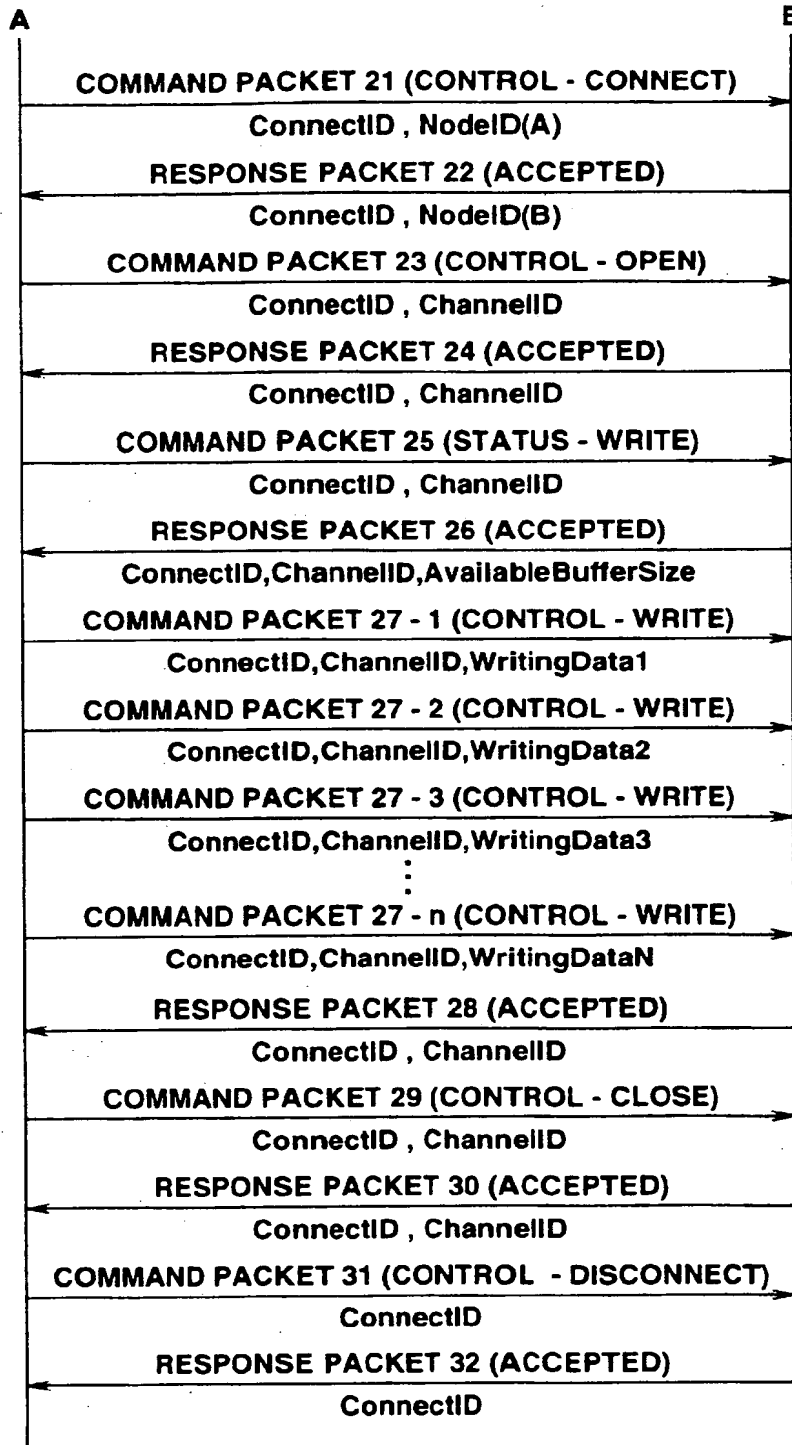 A
COMMAND PACKET 21 (CONTROL - CONNECT)
ConnectID , NodeID(A)
RESPONSE PACKET 22 (ACCEPTED)
ConnectID , NodeID(B)
COMMAND PACKET 23 (CONTROL - OPEN)
ConnectID , ChannelID
RESPONSE PACKET 24 (ACCEPTED)
ConnectID , ChannelID
COMMAND PACKET 25 (STATUS - WRITE)
ConnectID , ChannelID
RESPONSE PACKET 26 (ACCEPTED)
ConnectID,ChannelID,AvailableBufferSize
COMMAND PACKET 27 - 1 (CONTROL - WRITE)
ConnectID,ChannelID,WritingData1
COMMAND PACKET 27 - 2 (CONTROL - WRITE)
ConnectID,ChannelID,WritingData2
COMMAND PACKET 27 - 3 (CONTROL - WRITE)
ConnectID,ChannelID,WritingData3
COMMAND PACKET 27 - n (CONTROL - WRITE)
ConnectID,ChannelID,WritingDataN
RESPONSE PACKET 28 (ACCEPTED)
ConnectID , ChannelID
COMMAND PACKET 29 (CONTROL - CLOSE)
ConnectID , ChannelID
RESPONSE PACKET 30 (ACCEPTED)
ConnectID , ChannelID
COMMAND PACKET 31 (CONTROL - DISCONNECT)
ConnectID
RESPONSE PACKET 32 (ACCEPTED)
ConnectID